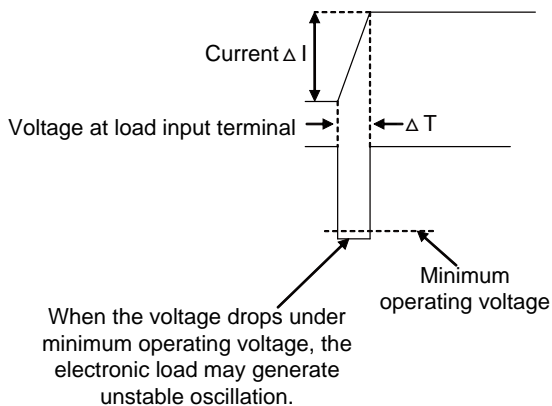 Current △ I
Voltage at load input terminal
△ T
Minimum
operating voltage
When the voltage drops under
minimum operating voltage, the
electronic load may generate
unstable oscillation.